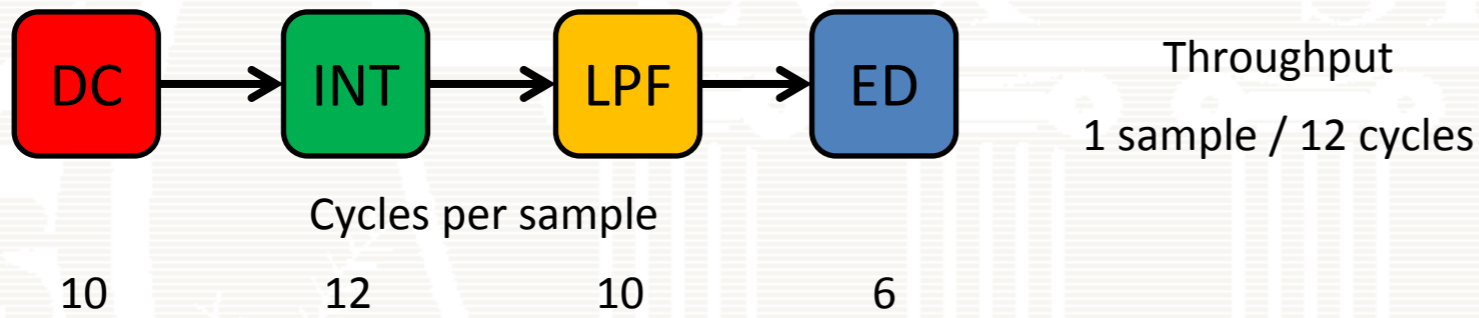 DC INT LPF ED
Throughput
1 sample / 12 cycles
Cycles per sample
10 12 10 6